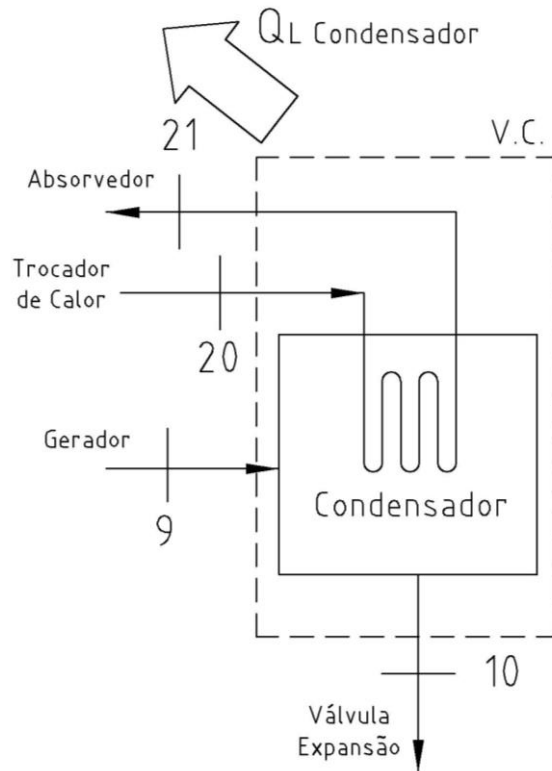 QL Condensador
21
V.C.
Absorvedor
Trocador
de Calor
20
Gerador
9
Condensador
10
Válvula
Expansão